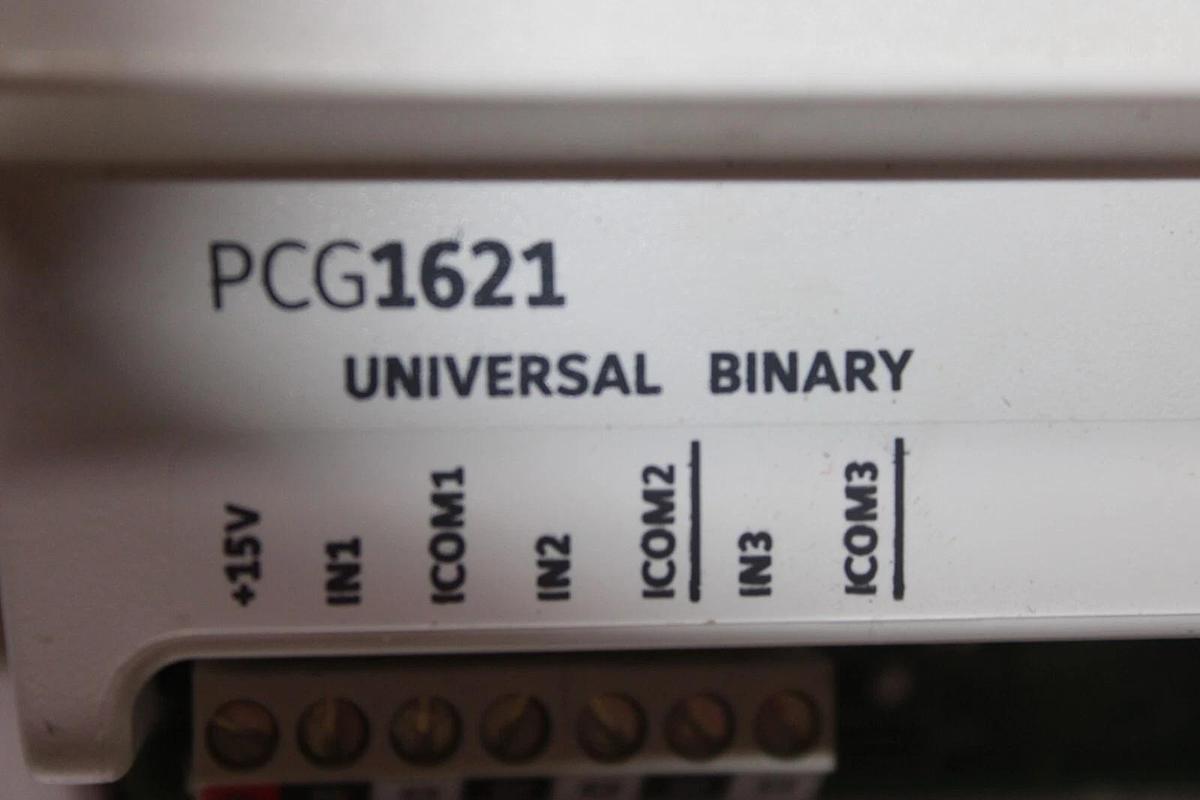 PCG1621
UNIVERSAL BINARY
+15V IN1 ICOM1 IN2 ICOM2 IN3 ICOM3